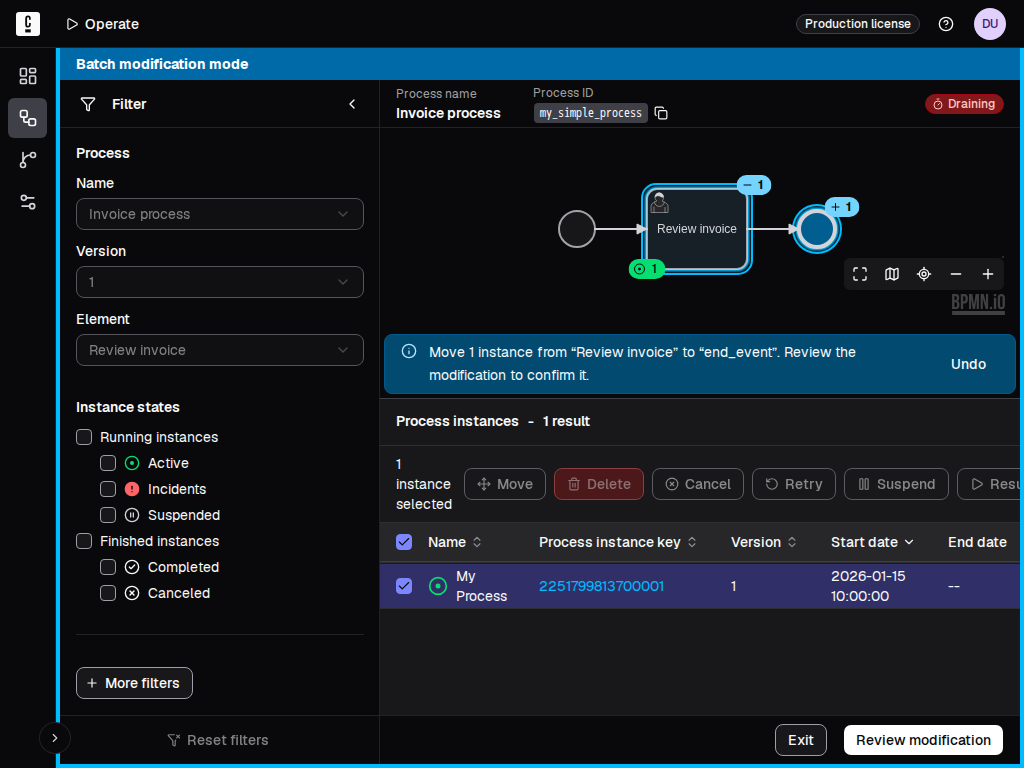 Operate
Production license
DU
Batch modification mode
Filter
Process name
Invoice process
Process ID
my_simple_process
Draining
Process
Name
Invoice process
Version
1
Element
Review invoice
Instance states
Running instances
Active
Incidents
Suspended
Finished instances
Completed
Canceled
More filters
Reset filters
1
1
Review invoice
1
BPMN.iO
Move 1 instance from “Review invoice” to “end_event”. Review the
modification to confirm it.
Undo
Process instances - 1 result
1
instance
selected
Move
Delete
Cancel
Retry
Suspend
Resu
Name
Process instance key
Version
Start date
End date
My
Process
2251799813700001
1
2026-01-15
10:00:00
--
Exit
Review modification